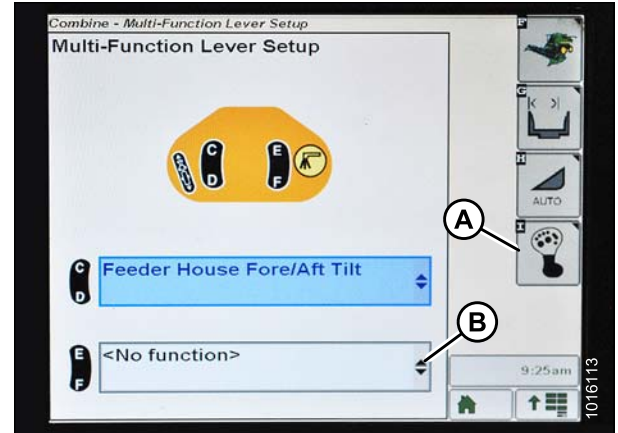 Combine - Multi-Function Lever Setup
Multi-Function Lever Setup
F
G
H
AUTO
I
A
C
D
E
F
C
D
Feeder House Fore/Aft Tilt
B
E
F
<No function>
9:25am
1016113